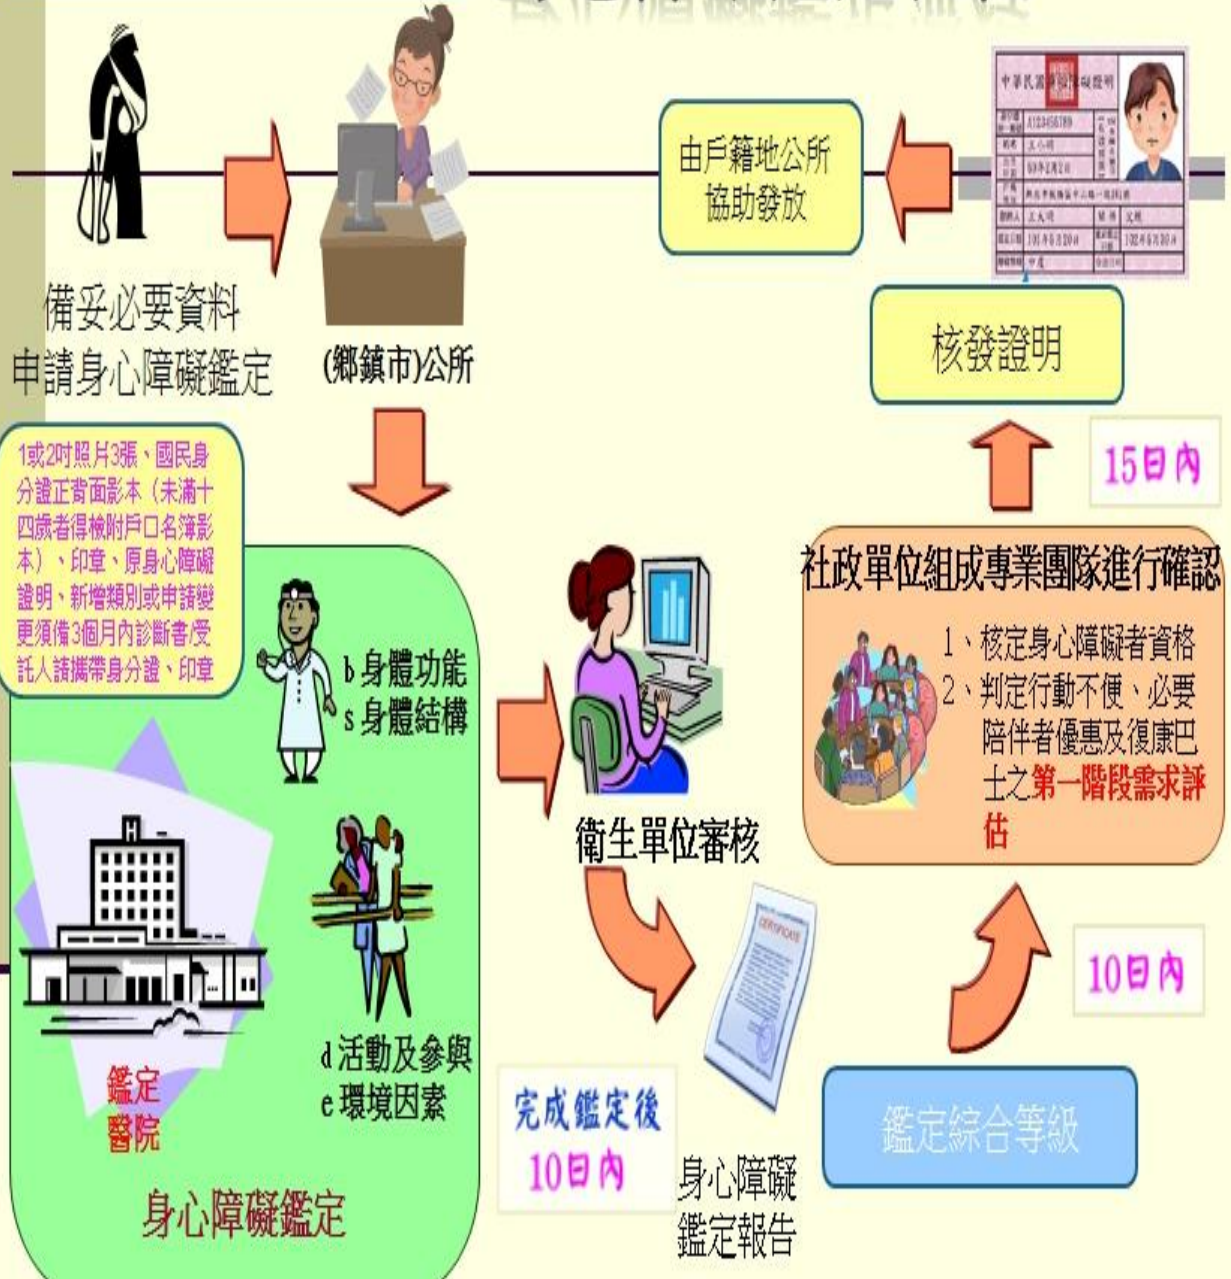 備妥必要資料
申請身心障礙鑑定
(鄉鎮市)公所
由戶籍地公所
協助發放
核發證明
1或2吋照片3張、國民身
分證正背面影本（未滿十
四歲者得檢附戶口名簿影
本）、印章、原身心障礙
證明、新增類別或申請變
更須備3個月內診斷書/受
託人請攜帶身分證、印章
b 身體功能
s 身體結構
d 活動及參與
e 環境因素
鑑定
醫院
身心障礙鑑定
衛生單位審核
CERTIFICATE
完成鑑定後
10日內
身心障礙
鑑定報告
鑑定綜合等級
10日內
社政單位組成專業團隊進行確認
1、核定身心障礙者資格
2、判定行動不便、必要
陪伴者優惠及復康巴
士之第一階段需求評
估
15日內
A123456789
王小明
王大明
中度